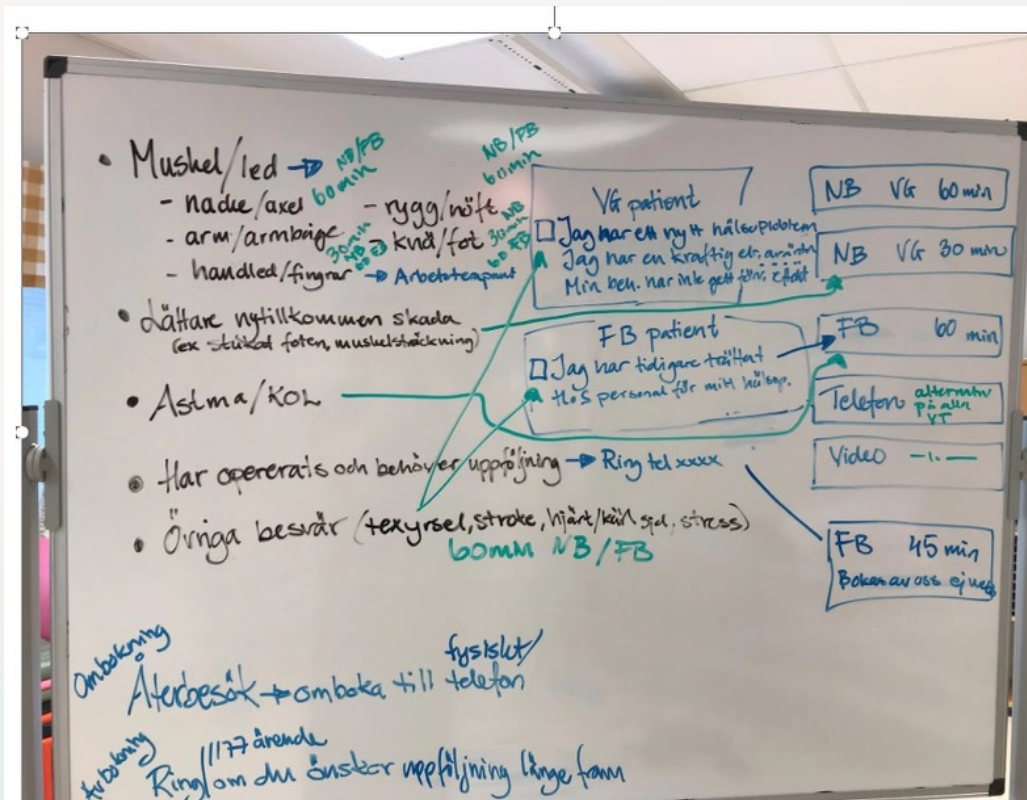 • Muskel/led → NB/FB 60 min
- nacke/axel
- rygg/höft
NB/FB 60 min
- arm/armbåge
30 min NB 60 FB
- knä/fot
30 min NB 60 FB
- handled/fingrar → Arbetsterapeut
• Lättare nytillkommen skada
(ex stukat foten, muskelsträckning)
• Astma/KOL
• Har opererats och behöver uppföljning → Ring tel xxxx
• Övriga besvär (tex yrsel, stroke, hjärt/kärl sjd, stress)
60 min NB/FB
VG patient
Jag har ett nytt hälsoproblem
Jag har en kraftig
Min beh. har inte gett förv. effekt
FB patient
Jag har tidigare träffat
HoS personal för mitt hälsop.
NB VG 60 min
NB VG 30 min
FB 60 min
Telefon alternativ på alla
Video -"-
FB 45 min
Bokas av oss ej
Ombokning
Återbesök → omboka till fysiskt/telefon
Avbokning
Ring/1177 ärende
om du önskar uppföljning länge fram